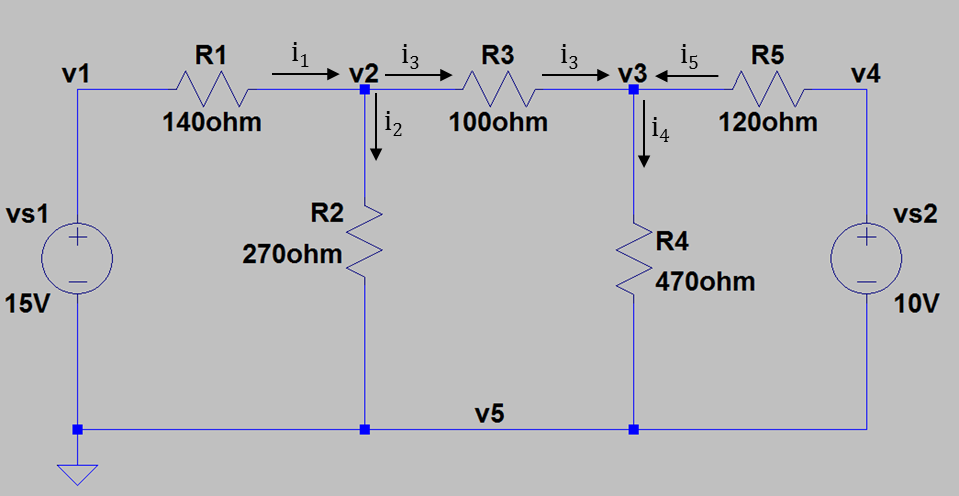 R1
i₁
i₃
R3
i₃
i₅
R5
v1
v2
v3
v4
140ohm
i₂
100ohm
i₄
120ohm
vs1
R2
vs2
270ohm
R4
470ohm
15V
10V
v5